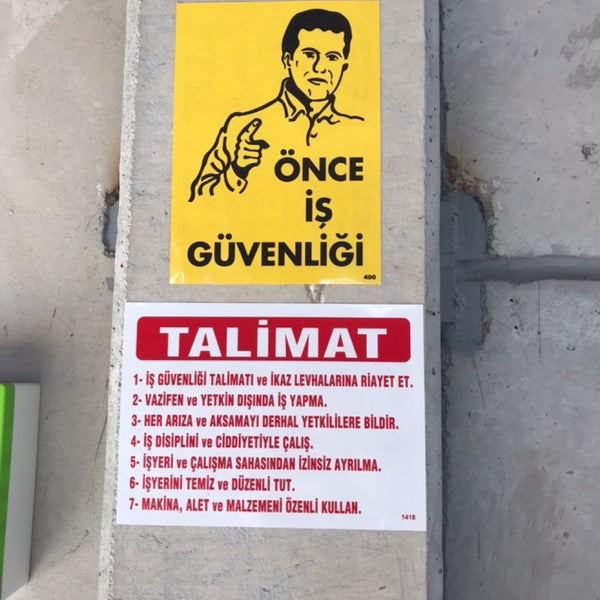 ÖNCE
İŞ
GÜVENLİĞİ
400
TALİMAT
1- İŞ GÜVENLİĞİ TALİMATI ve İKAZ LEVHALARINA RİAYET ET.
2- VAZİFEN ve YETKİN DIŞINDA İŞ YAPMA.
3- HER ARIZA ve AKSAMAYI DERHAL YETKİLİLERE BİLDİR.
4- İŞ DİSİPLİNİ ve CİDDİYETİYLE ÇALIŞ.
5- İŞYERİ ve ÇALIŞMA SAHASINDAN İZİNSİZ AYRILMA.
6- İŞYERİNİ TEMİZ ve DÜZENLİ TUT.
7- MAKİNA, ALET ve MALZEMENİ ÖZENLİ KULLAN.
1418